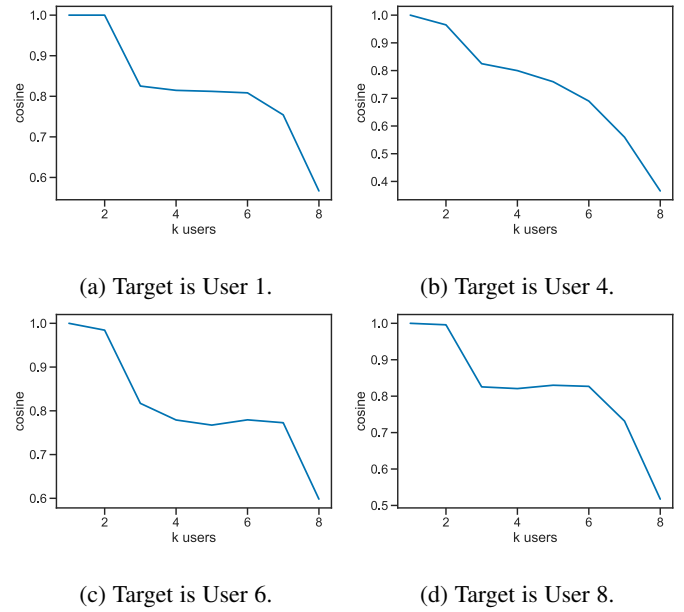 1.0
0.9
0.8
0.7
0.6
cosine
2 4 6 8
k users
(a) Target is User 1.
1.0
0.9
0.8
0.7
0.6
0.5
0.4
cosine
2 4 6 8
k users
(b) Target is User 4.
1.0
0.9
0.8
0.7
0.6
cosine
2 4 6 8
k users
(c) Target is User 6.
1.0
0.9
0.8
0.7
0.6
0.5
cosine
2 4 6 8
k users
(d) Target is User 8.